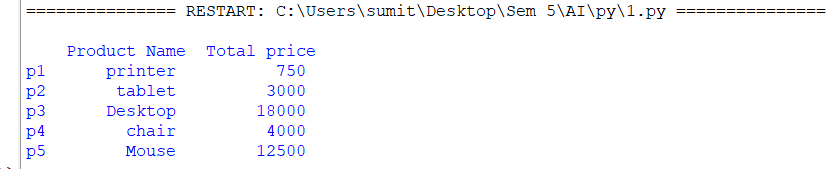 =============== RESTART: C:\Users\sumit\Desktop\Sem 5\AI\py\1.py ===============
Product Name Total price
p1 printer 750
p2 tablet 3000
p3 Desktop 18000
p4 chair 4000
p5 Mouse 12500